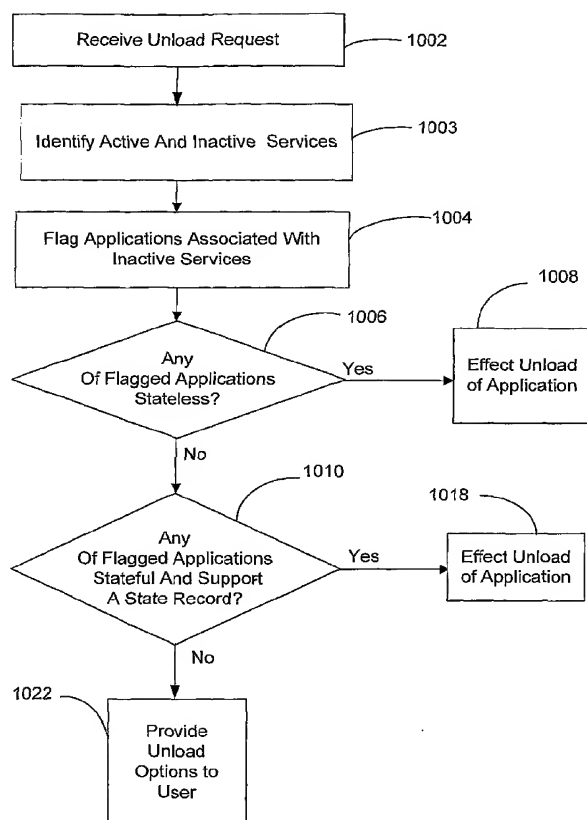 Receive Unload Request
1002
Identify Active And Inactive Services
1003
Flag Applications Associated With
Inactive Services
1004
Any
Of Flagged Applications
Stateless?
1006
Yes
1008
Effect Unload
of Application
No
Any
Of Flagged Applications
Stateful And Support
A State Record?
1010
Yes
1018
Effect Unload
of Application
No
1022
Provide
Unload
Options to
User